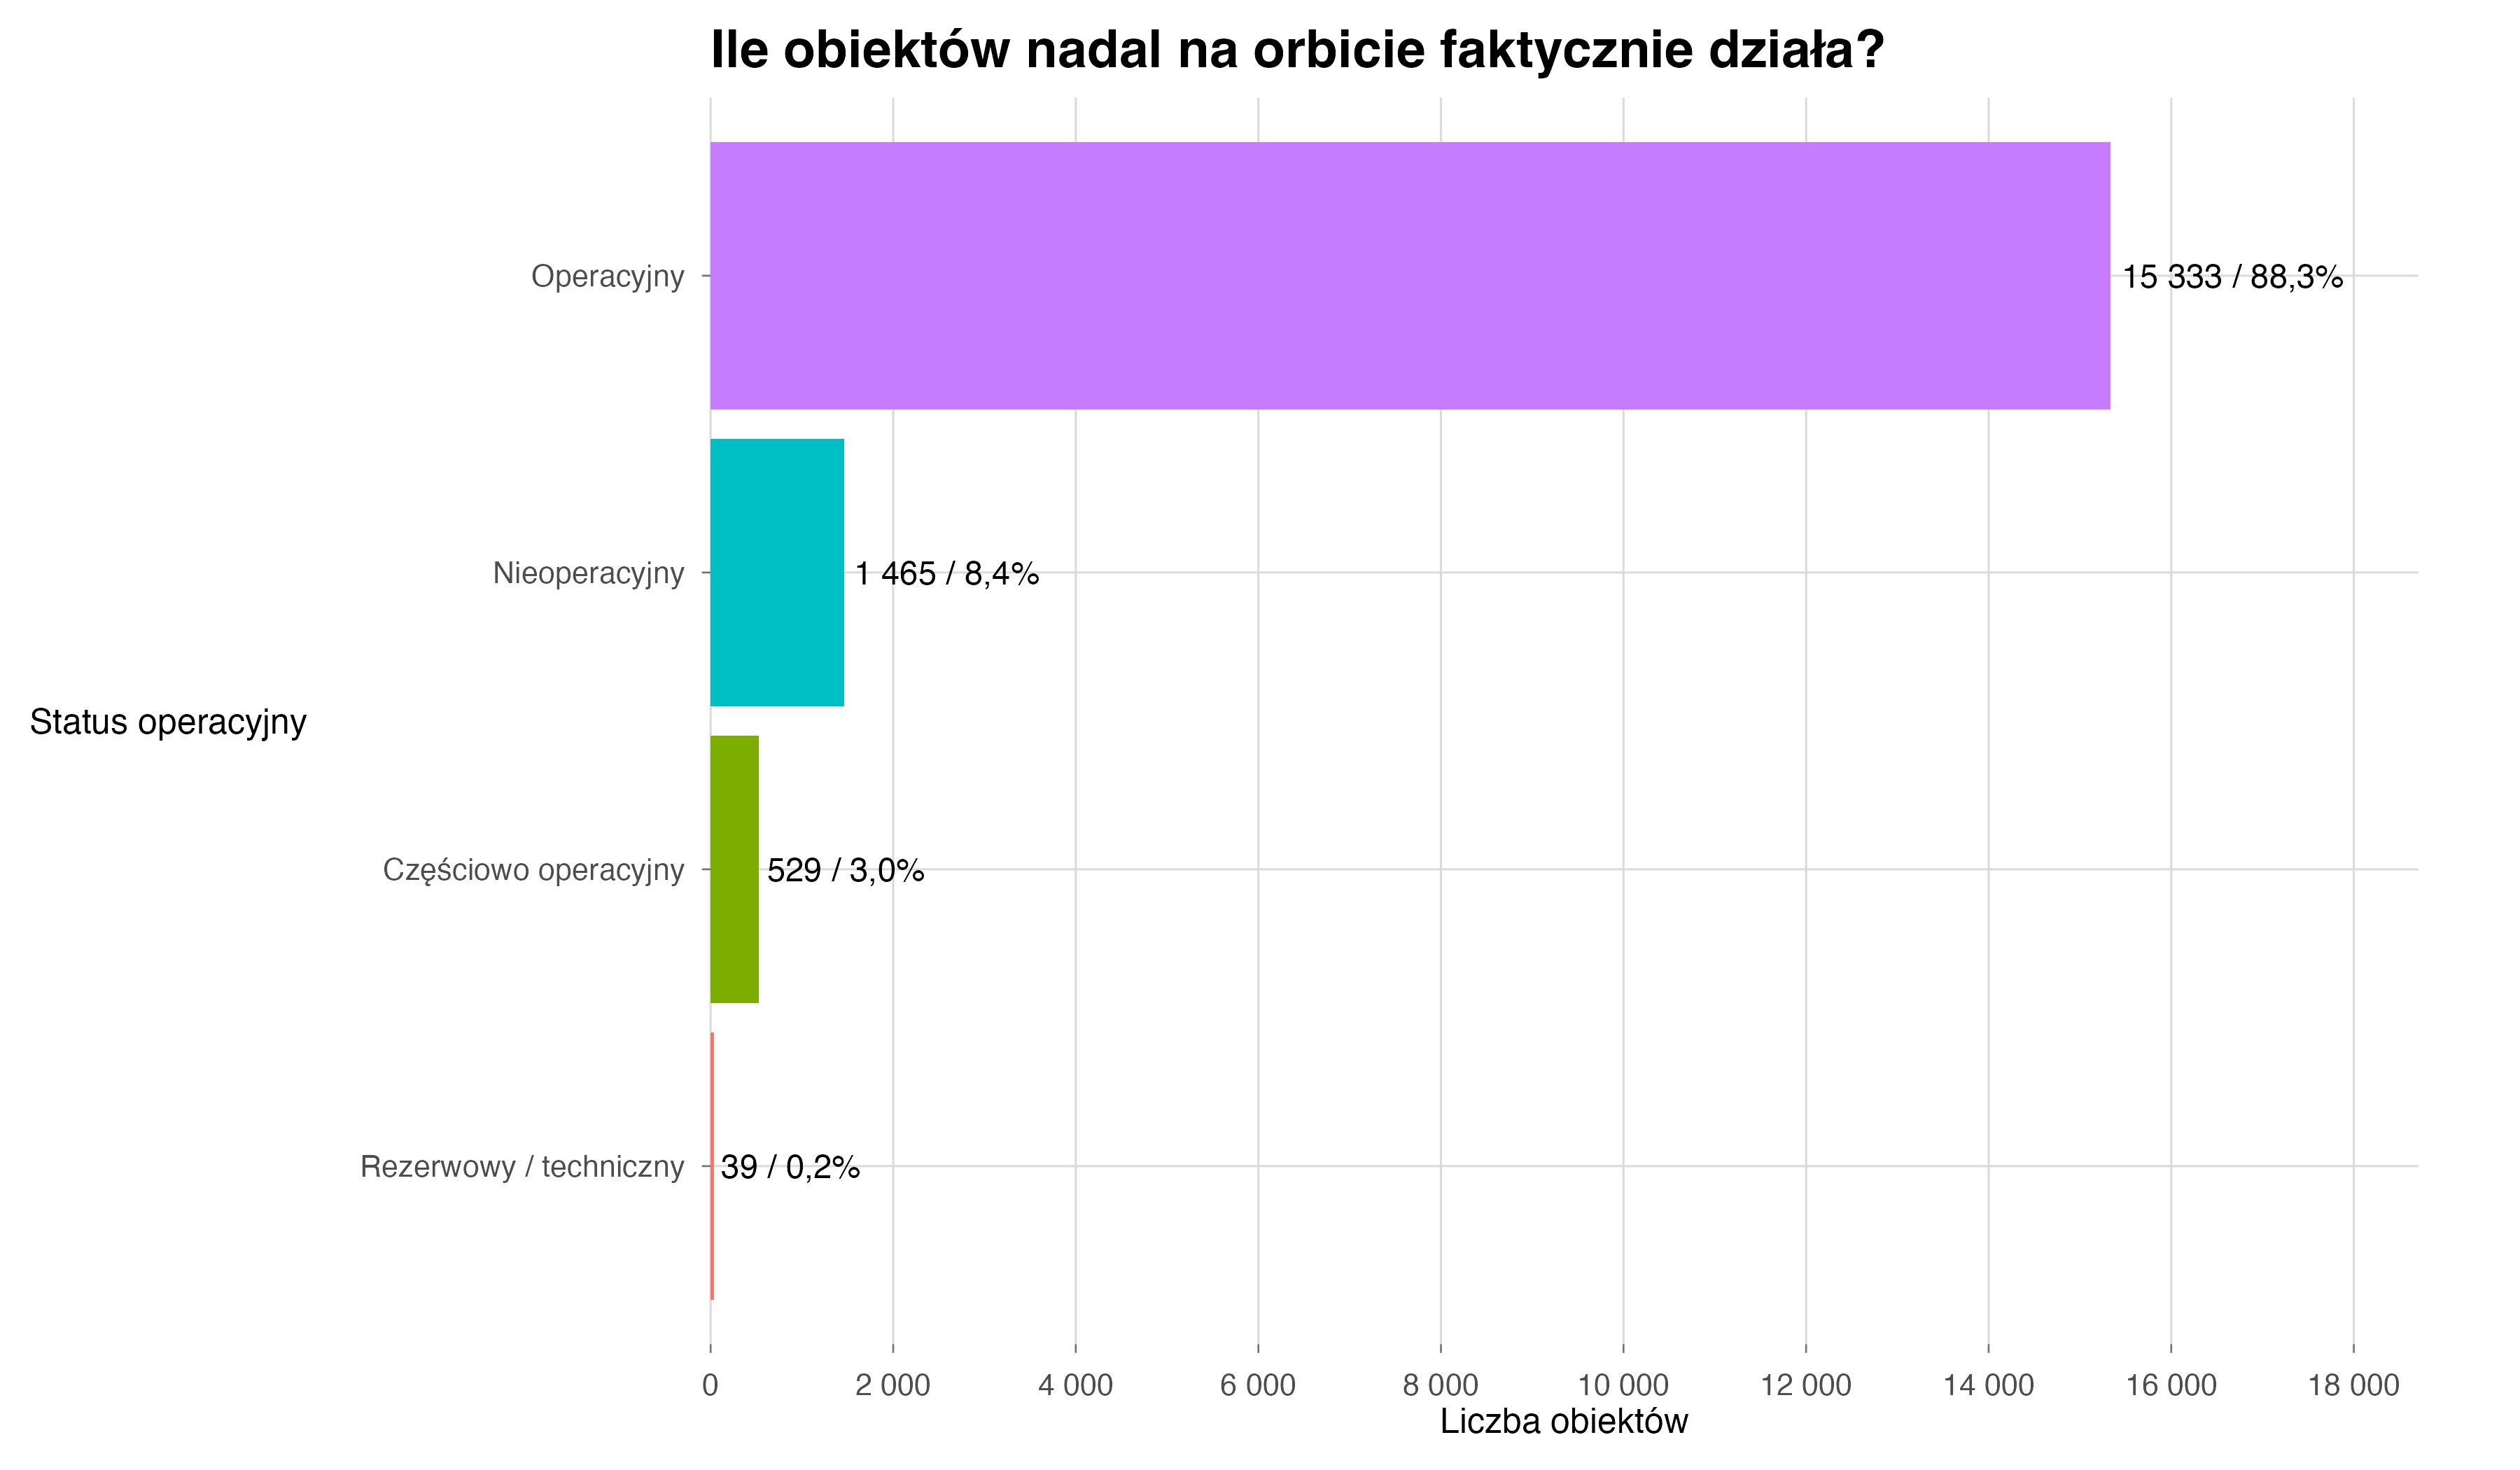 Ile obiektów nadal na orbicie faktycznie działa?
Operacyjny
15 333 / 88,3%
Nieoperacyjny
1 465 / 8,4%
Status operacyjny
Częściowo operacyjny
529 / 3,0%
Rezerwowy / techniczny
39 / 0,2%
0 2 000 4 000 6 000 8 000 10 000 12 000 14 000 16 000 18 000
Liczba obiektów